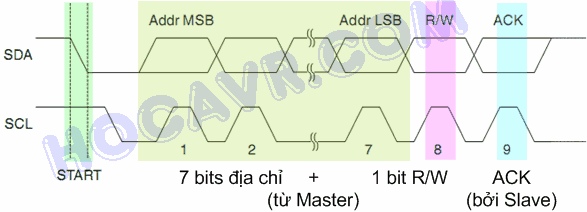 Addr MSB Addr LSB R/W ACK
SDA
SCL
1 2 7 8 9
START
7 bits địa chỉ + 1 bit R/W ACK
(từ Master) (bởi Slave)
HOCAVR.COM